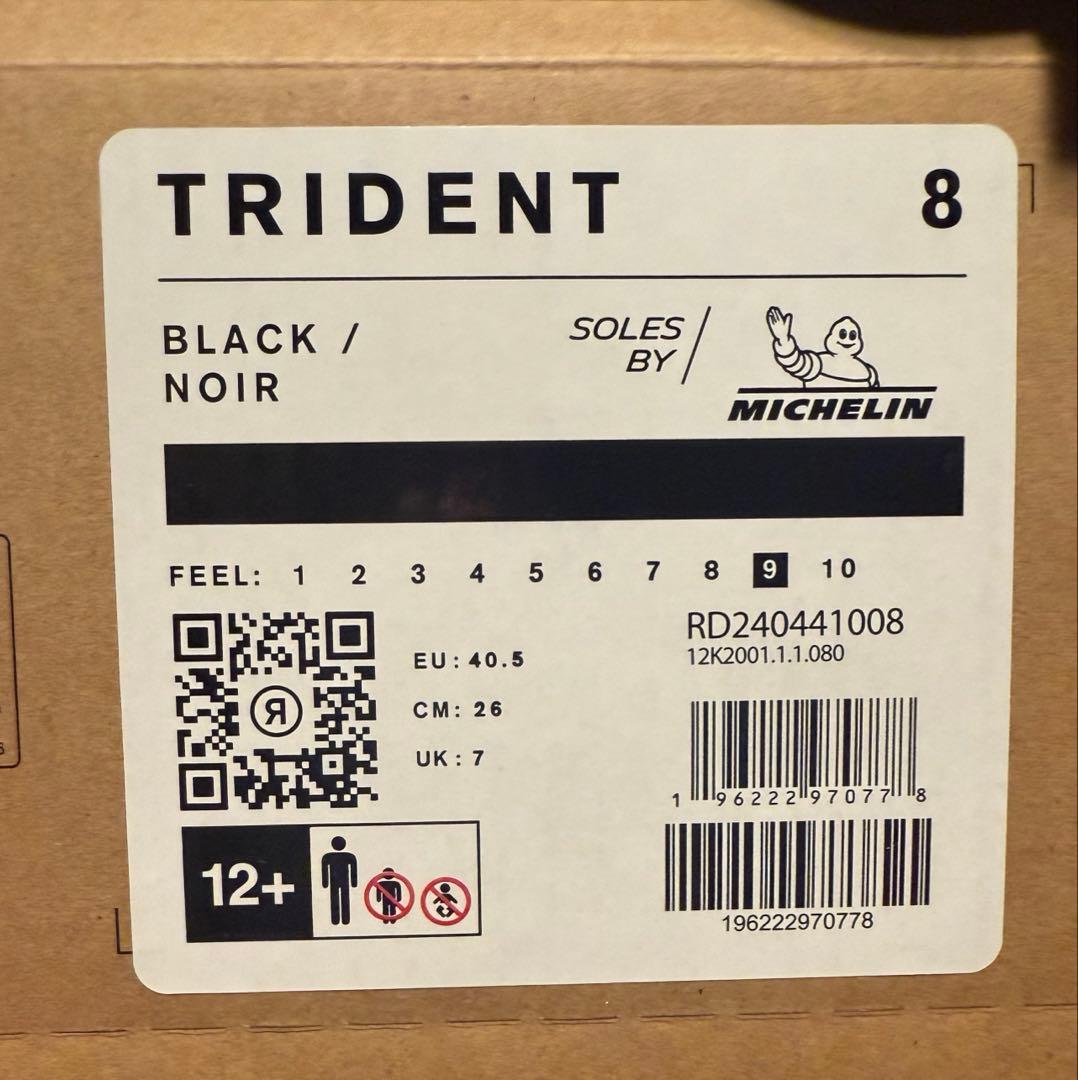 TRIDENT 8
BLACK /
NOIR
SOLES
BY
MICHELIN
FEEL: 1 2 3 4 5 6 7 8 9 10
RD240441008
12K2001.1.1.080
EU: 40.5
CM: 26
UK: 7
1 96222 97077 8
12+
196222970778